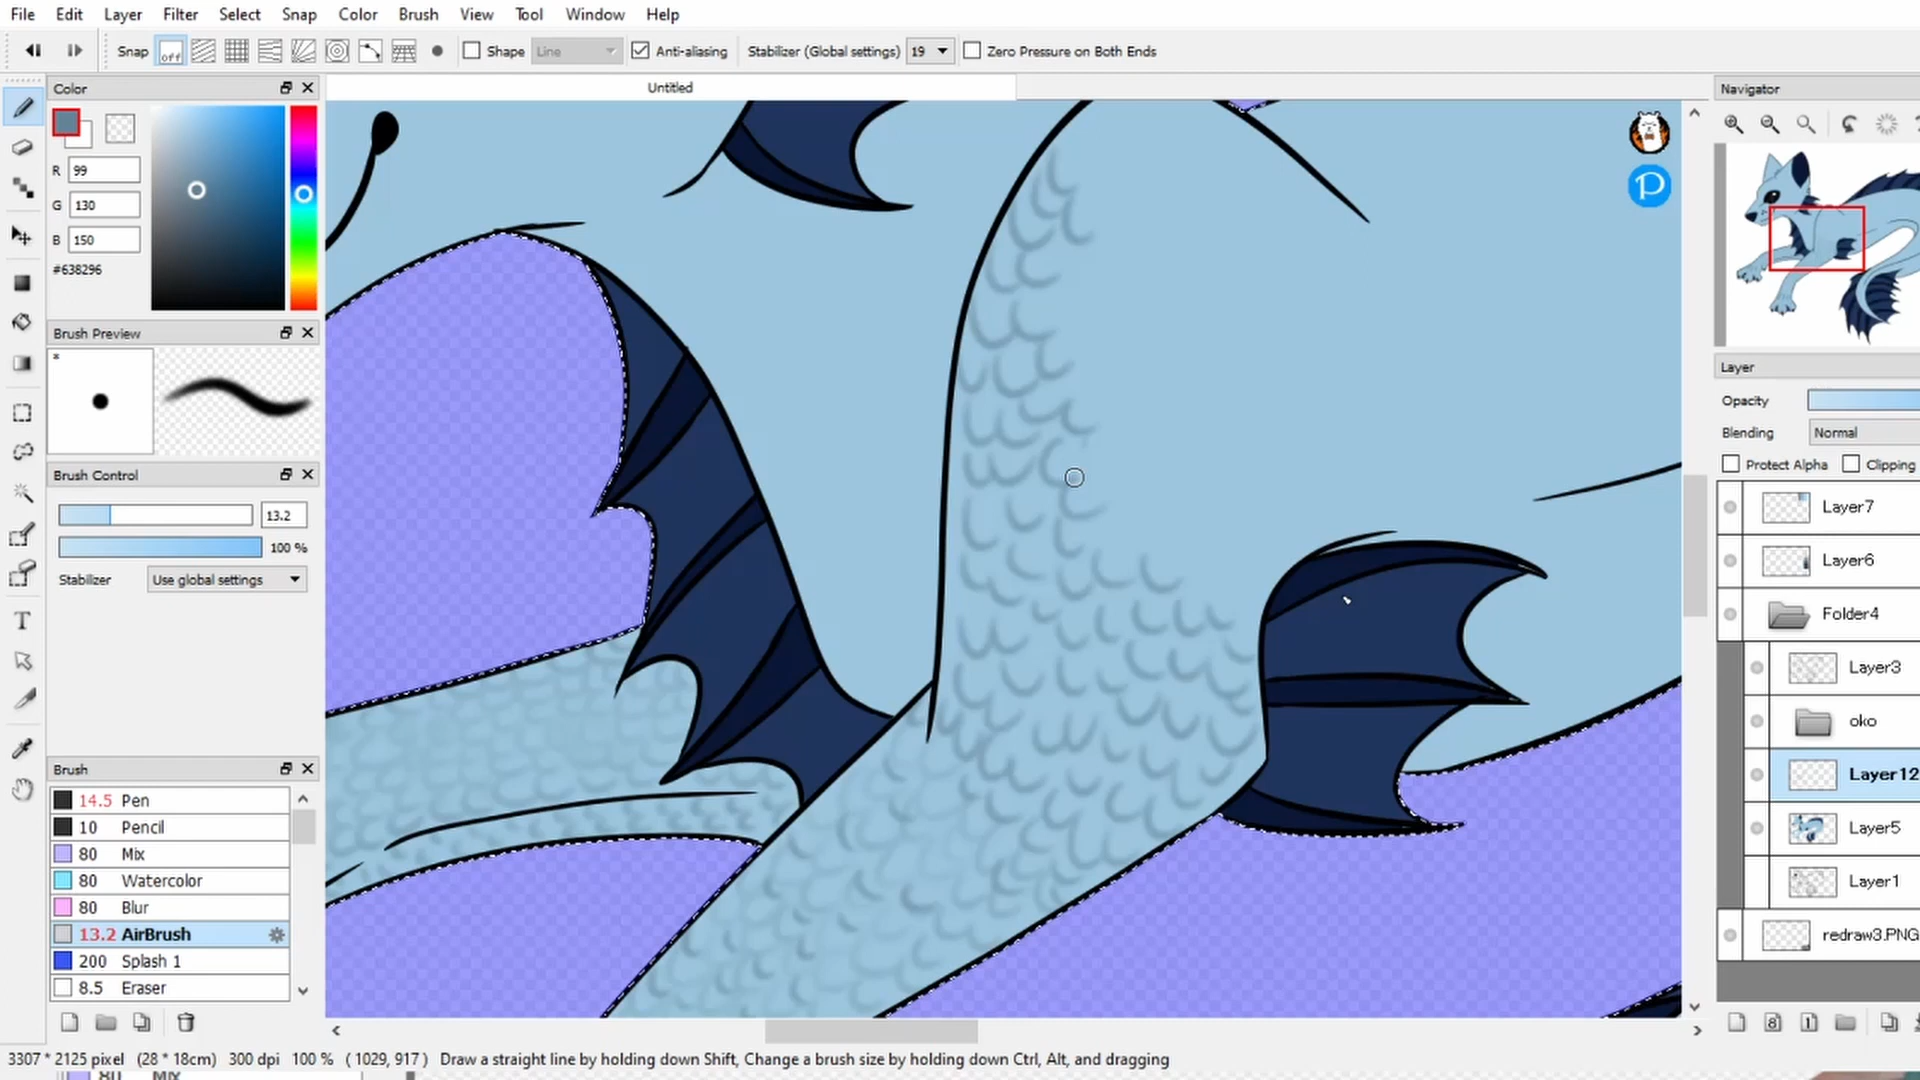 File Edit Layer Filter Select Snap Color Brush View Tool Window Help
Snap off Shape Line Anti-aliasing Stabilizer (Global settings) 19 Zero Pressure on Both Ends
Color
Untitled
Navigator
R 99
G 130
B 150
#638296
P
Brush Preview
*
Layer
Opacity
Blending Normal
Protect Alpha Clipping
Brush Control
13.2
100 %
Stabilizer Use global settings
Layer7
Layer6
Folder4
Layer3
oko
Layer12
Layer5
Layer1
redraw3.PNG
Brush
14.5 Pen
10 Pencil
80 Mix
80 Watercolor
80 Blur
13.2 AirBrush
200 Splash 1
8.5 Eraser
T
8 1
3307 * 2125 pixel (28 * 18cm) 300 dpi 100 % ( 1029, 917 ) Draw a straight line by holding down Shift, Change a brush size by holding down Ctrl, Alt, and dragging
80 Mix